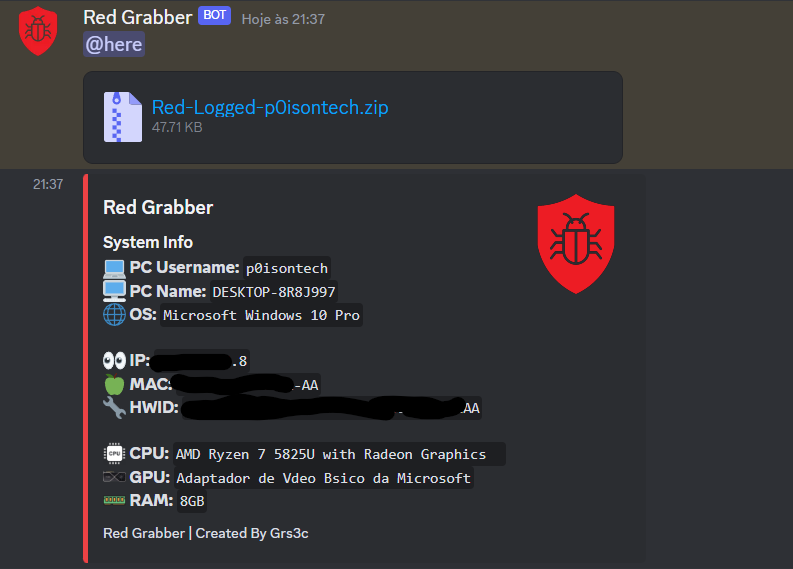 Red Grabber BOT Hoje às 21:37
@here
Red-Logged-p0isontech.zip
47.71 KB
21:37
Red Grabber
System Info
PC Username: p0isontech
PC Name: DESKTOP-8R8J997
OS: Microsoft Windows 10 Pro
IP: .8
MAC: -AA
HWID: AA
CPU: AMD Ryzen 7 5825U with Radeon Graphics
GPU: Adaptador de Vdeo Bsico da Microsoft
RAM: 8GB
Red Grabber | Created By Grs3c